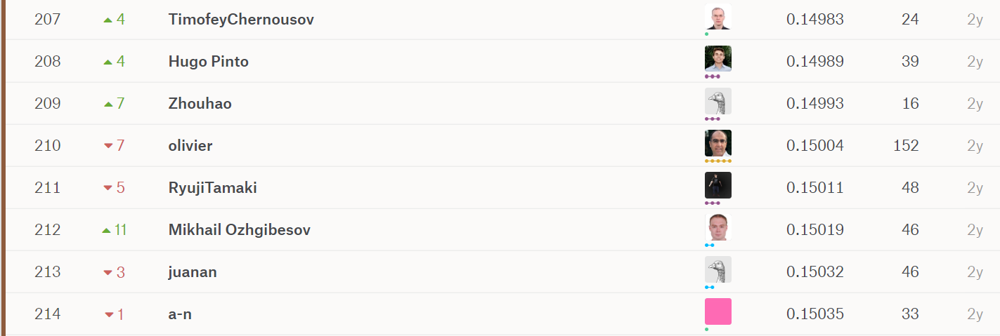 207 4 TimofeyChernousov 0.14983 24 2y
208 4 Hugo Pinto 0.14989 39 2y
209 7 Zhouhao 0.14993 16 2y
210 7 olivier 0.15004 152 2y
211 5 RyujiTamaki 0.15011 48 2y
212 11 Mikhail Ozhgibesov 0.15019 46 2y
213 3 juanan 0.15032 46 2y
214 1 a-n 0.15035 33 2y